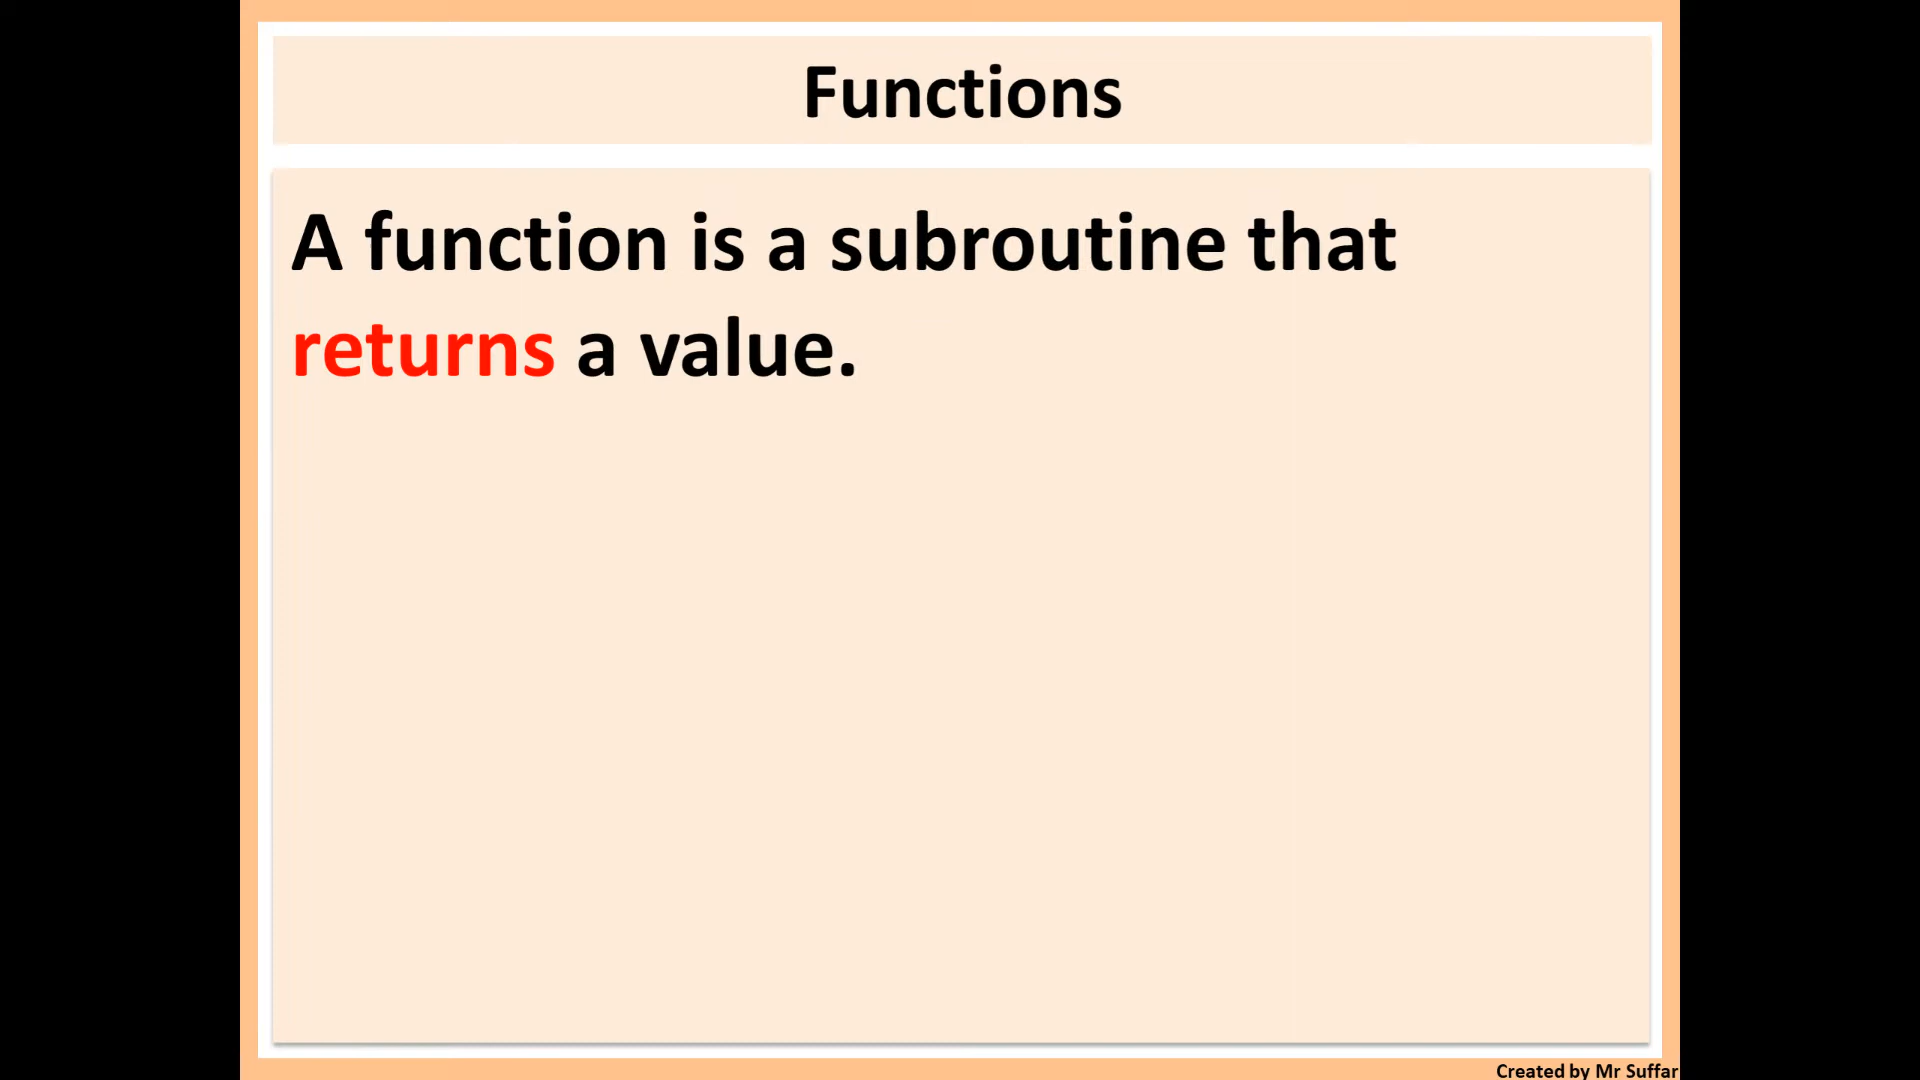 Functions
A function is a subroutine that
returns a value.
Created by Mr Suffar